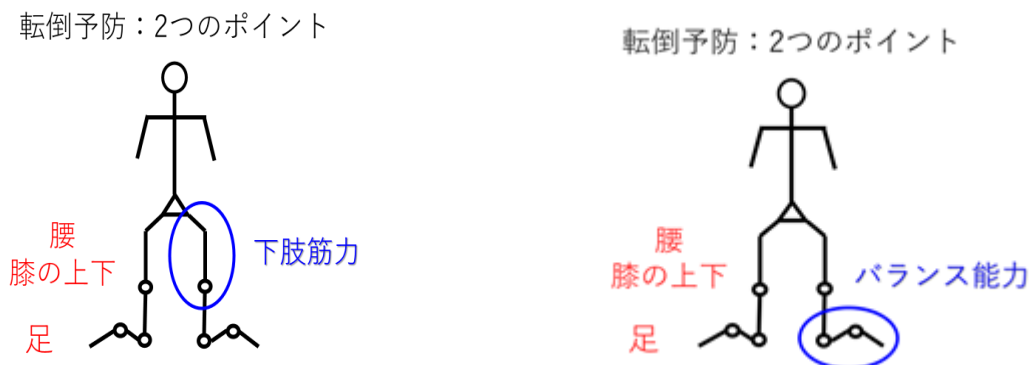 転倒予防：2つのポイント
腰
膝の上下
下肢筋力
足
転倒予防：2つのポイント
腰
膝の上下
バランス能力
足